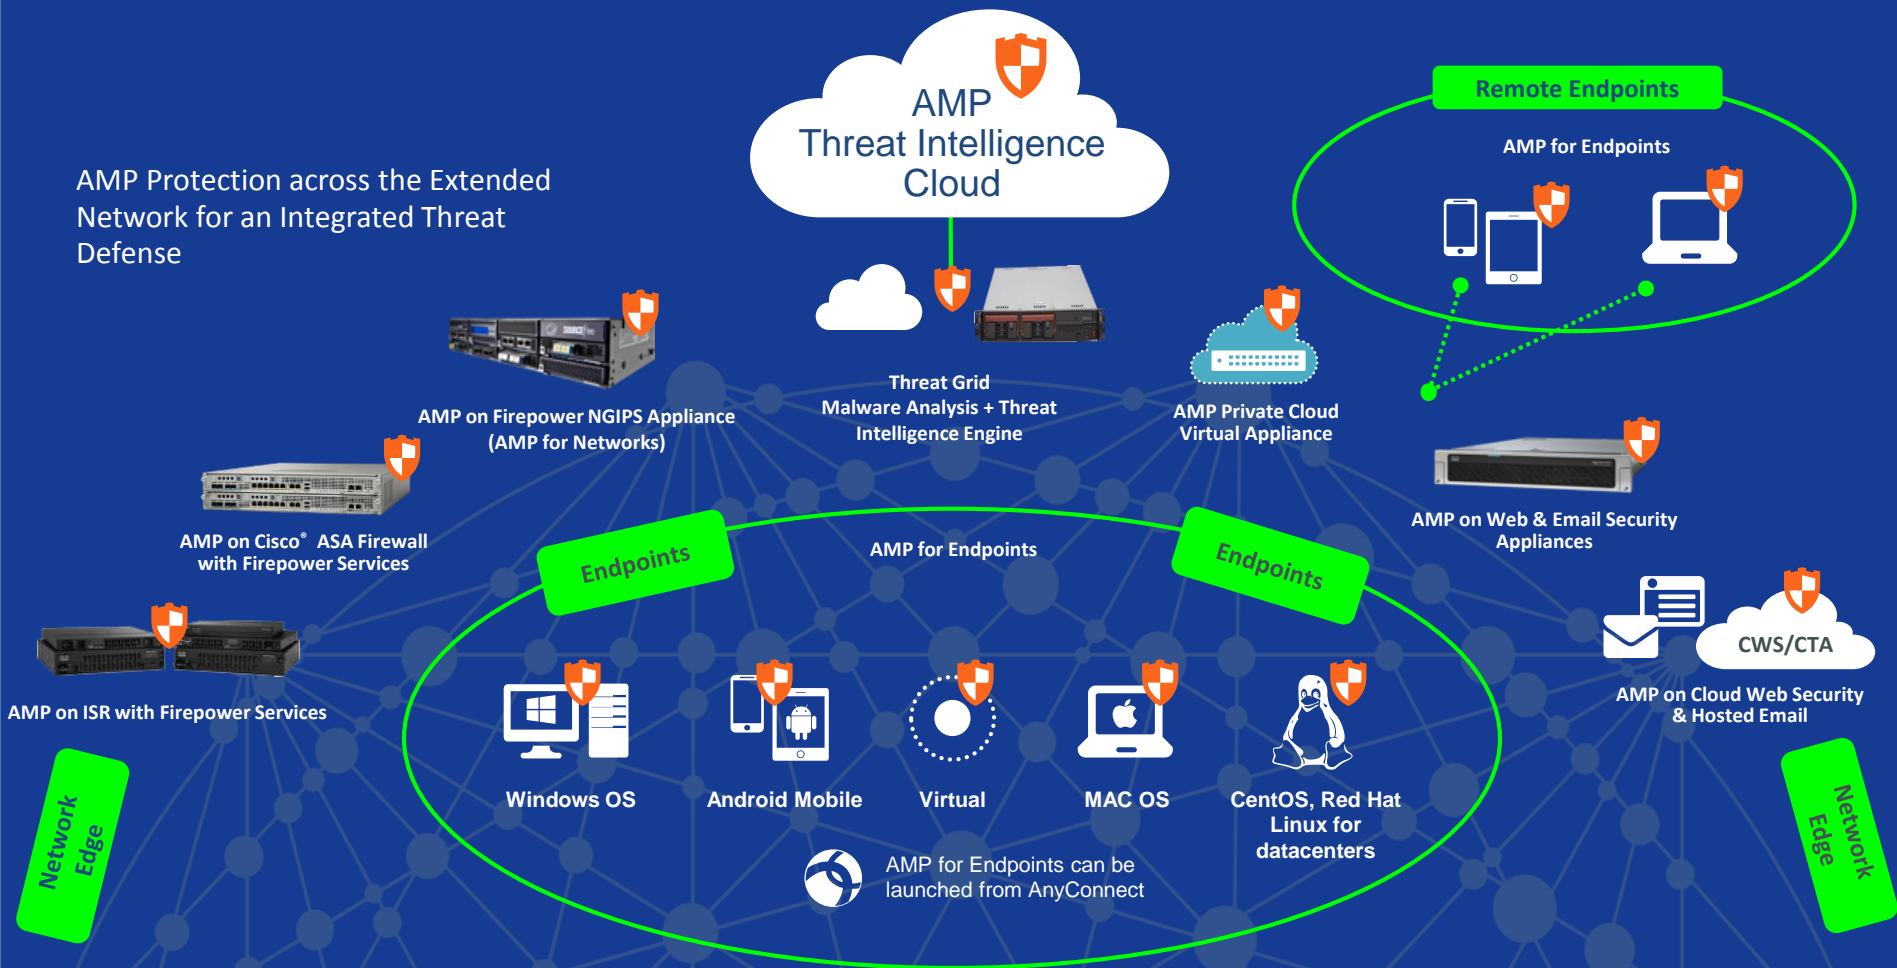 AMP
Threat Intelligence
Cloud
Remote Endpoints
AMP for Endpoints
AMP Protection across the Extended
Network for an Integrated Threat
Defense
Threat Grid
Malware Analysis + Threat
Intelligence Engine
AMP on Firepower NGIPS Appliance
(AMP for Networks)
AMP Private Cloud
Virtual Appliance
AMP on Cisco® ASA Firewall
with Firepower Services
AMP on Web & Email Security
Appliances
Endpoints
AMP for Endpoints
Endpoints
CWS/CTA
AMP on ISR with Firepower Services
AMP on Cloud Web Security
& Hosted Email
Windows OS
Android Mobile
Virtual
MAC OS
CentOS, Red Hat
Linux for
datacenters
Network
Edge
Network
Edge
AMP for Endpoints can be
launched from AnyConnect